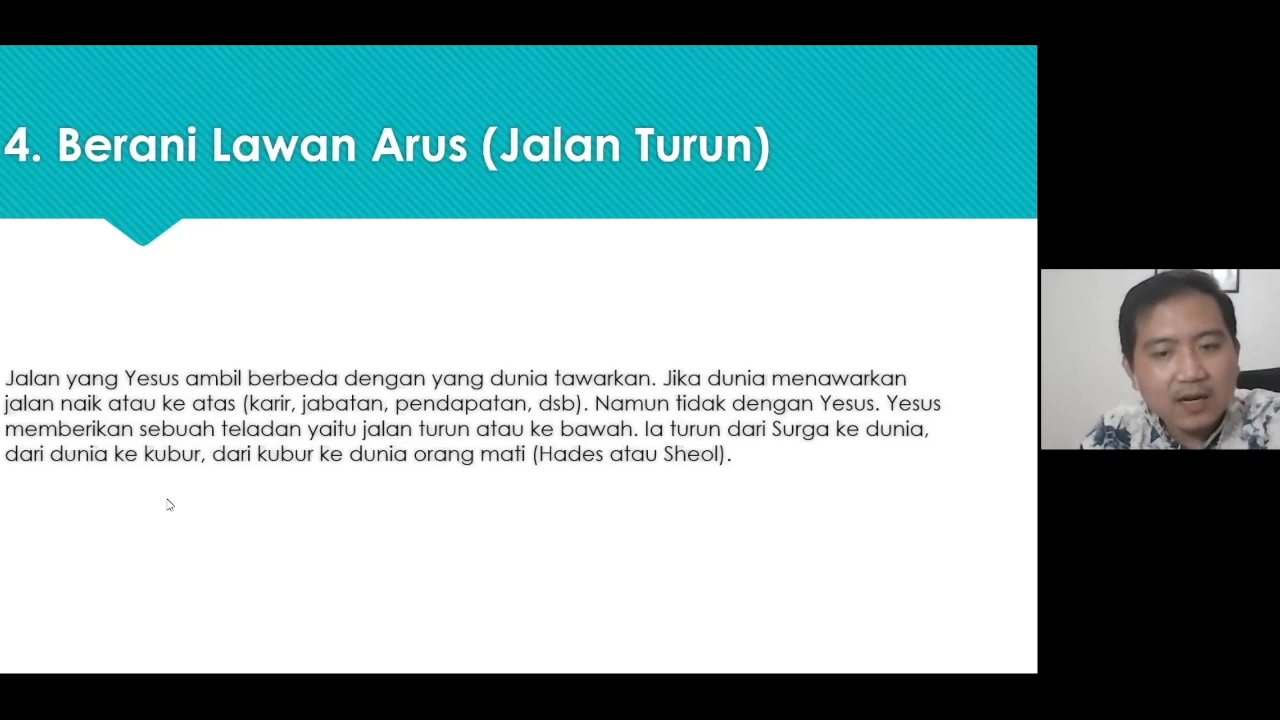 4. Berani Lawan Arus (Jalan Turun)
Jalan yang Yesus ambil berbeda dengan yang dunia tawarkan. Jika dunia menawarkan
jalan naik atau ke atas (karir, jabatan, pendapatan, dsb). Namun tidak dengan Yesus. Yesus
memberikan sebuah teladan yaitu jalan turun atau ke bawah. Ia turun dari Surga ke dunia,
dari dunia ke kubur, dari kubur ke dunia orang mati (Hades atau Sheol).